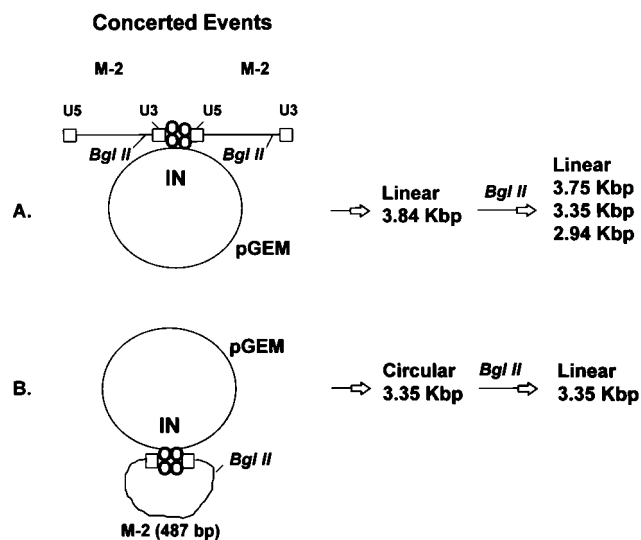 Concerted Events
M-2 M-2
U5 U3 U5 U3
Bgl II Bgl II
IN
A.
pGEM
Linear
3.84 Kbp
Bgl II
Linear
3.75 Kbp
3.35 Kbp
2.94 Kbp
pGEM
B.
IN
Bgl II
M-2 (487 bp)
Circular
3.35 Kbp
Bgl II
Linear
3.35 Kbp